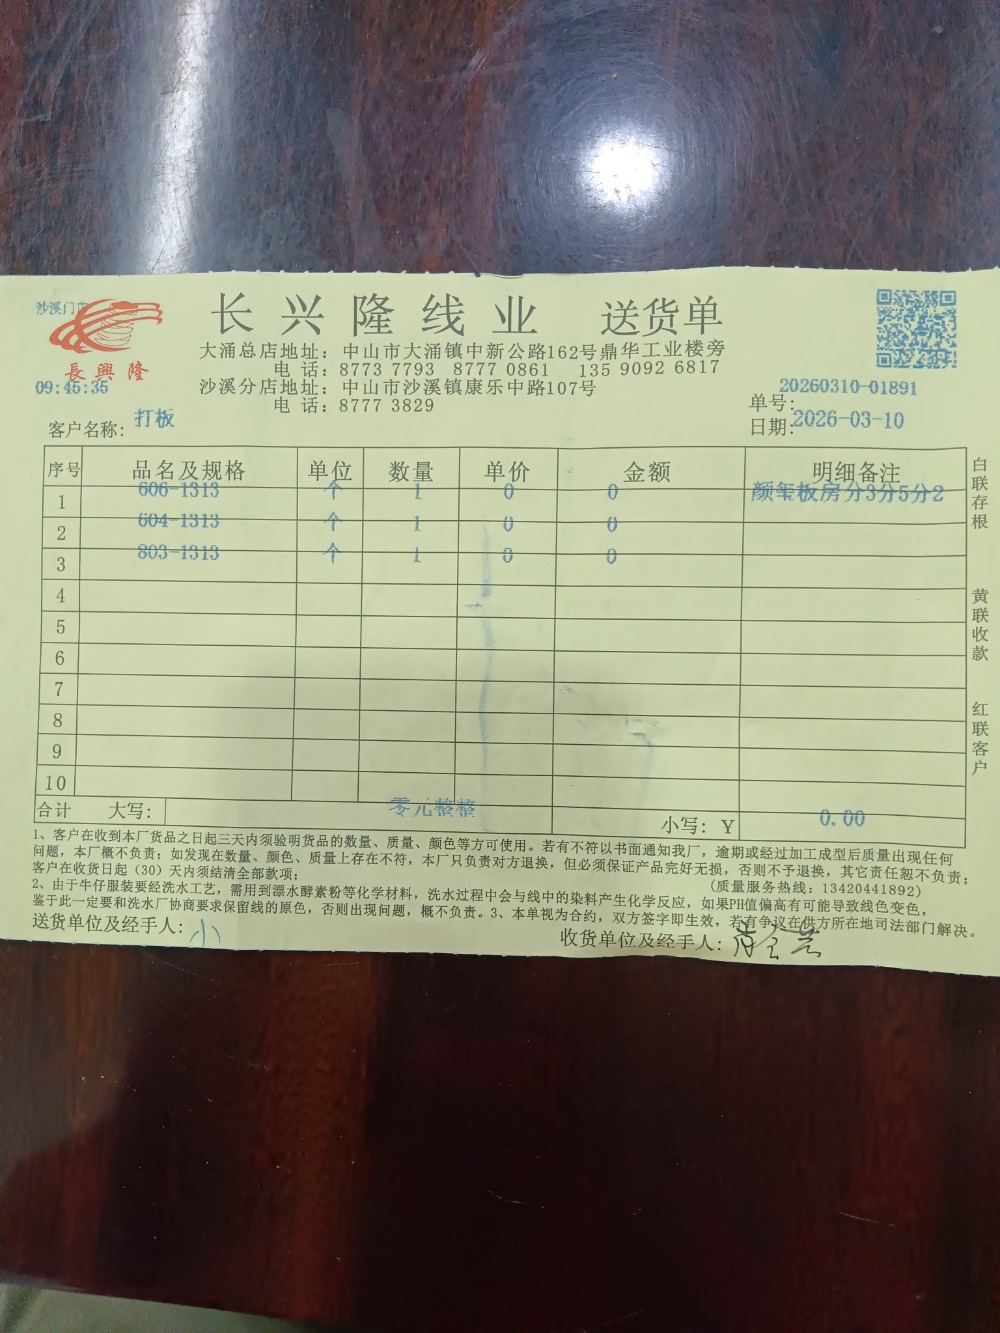 沙溪门市
長興隆
09:45:35
长兴隆线业 送货单
大涌总店地址：中山市大涌镇中新公路162号鼎华工业楼旁
电 话：8773 7793 8777 0861 135 9092 6817
沙溪分店地址：中山市沙溪镇康乐中路107号
电 话：8777 3829
单号：20260310-01891
客户名称：打板
日期：2026-03-10
序号 品名及规格 单位 数量 单价 金额 明细备注
1 606-1313 个 1 0 0 颜玺板房分3分5分2
2 604-1313 个 1 0 0
3 803-1313 个 1 0 0
4
5
6
7
8
9
10
合计 大写：零元整整 小写：￥ 0.00
白联存根
黄联收款
红联客户
1、客户在收到本厂货品之日起三天内须验明货品的数量、质量、颜色等方可使用。若有不符以书面通知我厂，逾期或经过加工成型后质量出现任何
问题，本厂概不负责；如发现在数量、颜色、质量上存在不符，本厂只负责对方退换，但必须保证产品完好无损，否则不予退换，其它责任恕不负责；
客户在收货日起（30）天内须结清全部款项； （质量服务热线：13420441892）
2、由于牛仔服装要经洗水工艺，需用到漂水酵素粉等化学材料，洗水过程中会与线中的染料产生化学反应，如果PH值偏高有可能导致线色变色，
鉴于此一定要和洗水厂协商要求保留线的原色，否则出现问题，概不负责。3、本单视为合约，双方签字即生效，若有争议在供方所在地司法部门解决。
送货单位及经手人：小
收货单位及经手人：